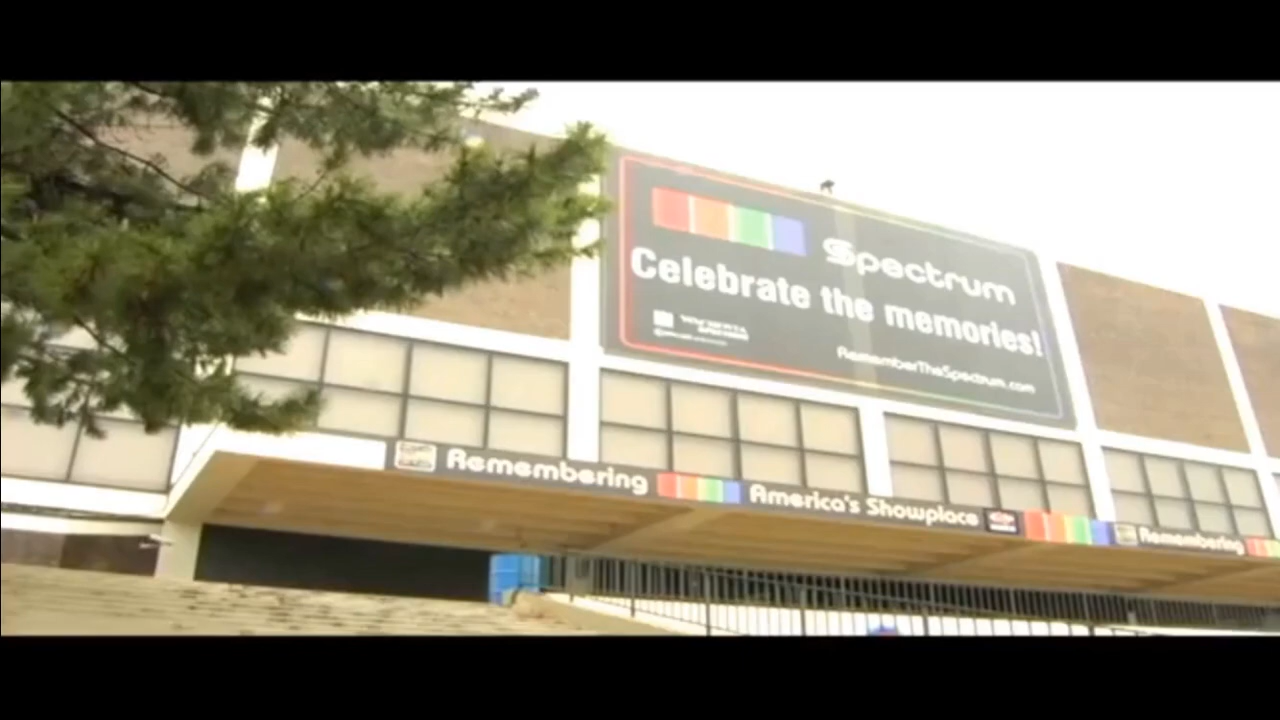 Spectrum
Celebrate the memories!
RememberTheSpectrum.com
Remembering America's Showplace Remembering